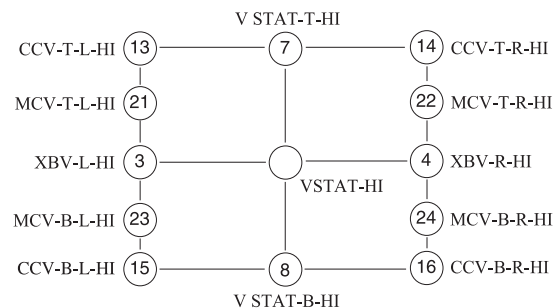 V STAT-T-HI
CCV-T-L-HI 13 7 14 CCV-T-R-HI
MCV-T-L-HI 21 22 MCV-T-R-HI
XBV-L-HI 3 4 XBV-R-HI
VSTAT-HI
MCV-B-L-HI 23 24 MCV-B-R-HI
CCV-B-L-HI 15 8 16 CCV-B-R-HI
V STAT-B-HI